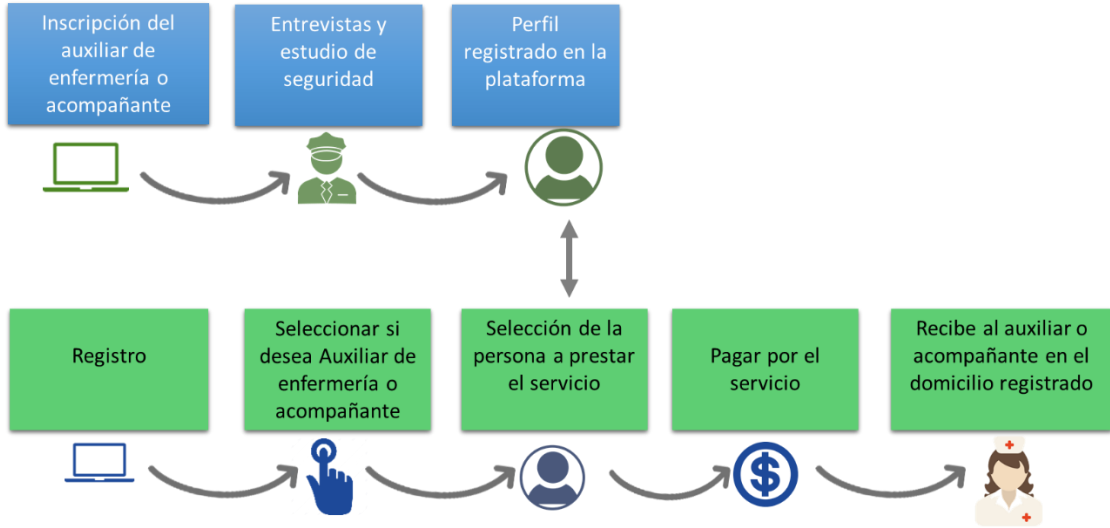 Inscripción del
auxiliar de
enfermería o
acompañante
Entrevistas y
estudio de
seguridad
Perfil
registrado en la
plataforma
Registro
Seleccionar si
desea Auxiliar de
enfermería o
acompañante
Selección de la
persona a prestar
el servicio
Pagar por el
servicio
Recibe al auxiliar o
acompañante en el
domicilio registrado
$